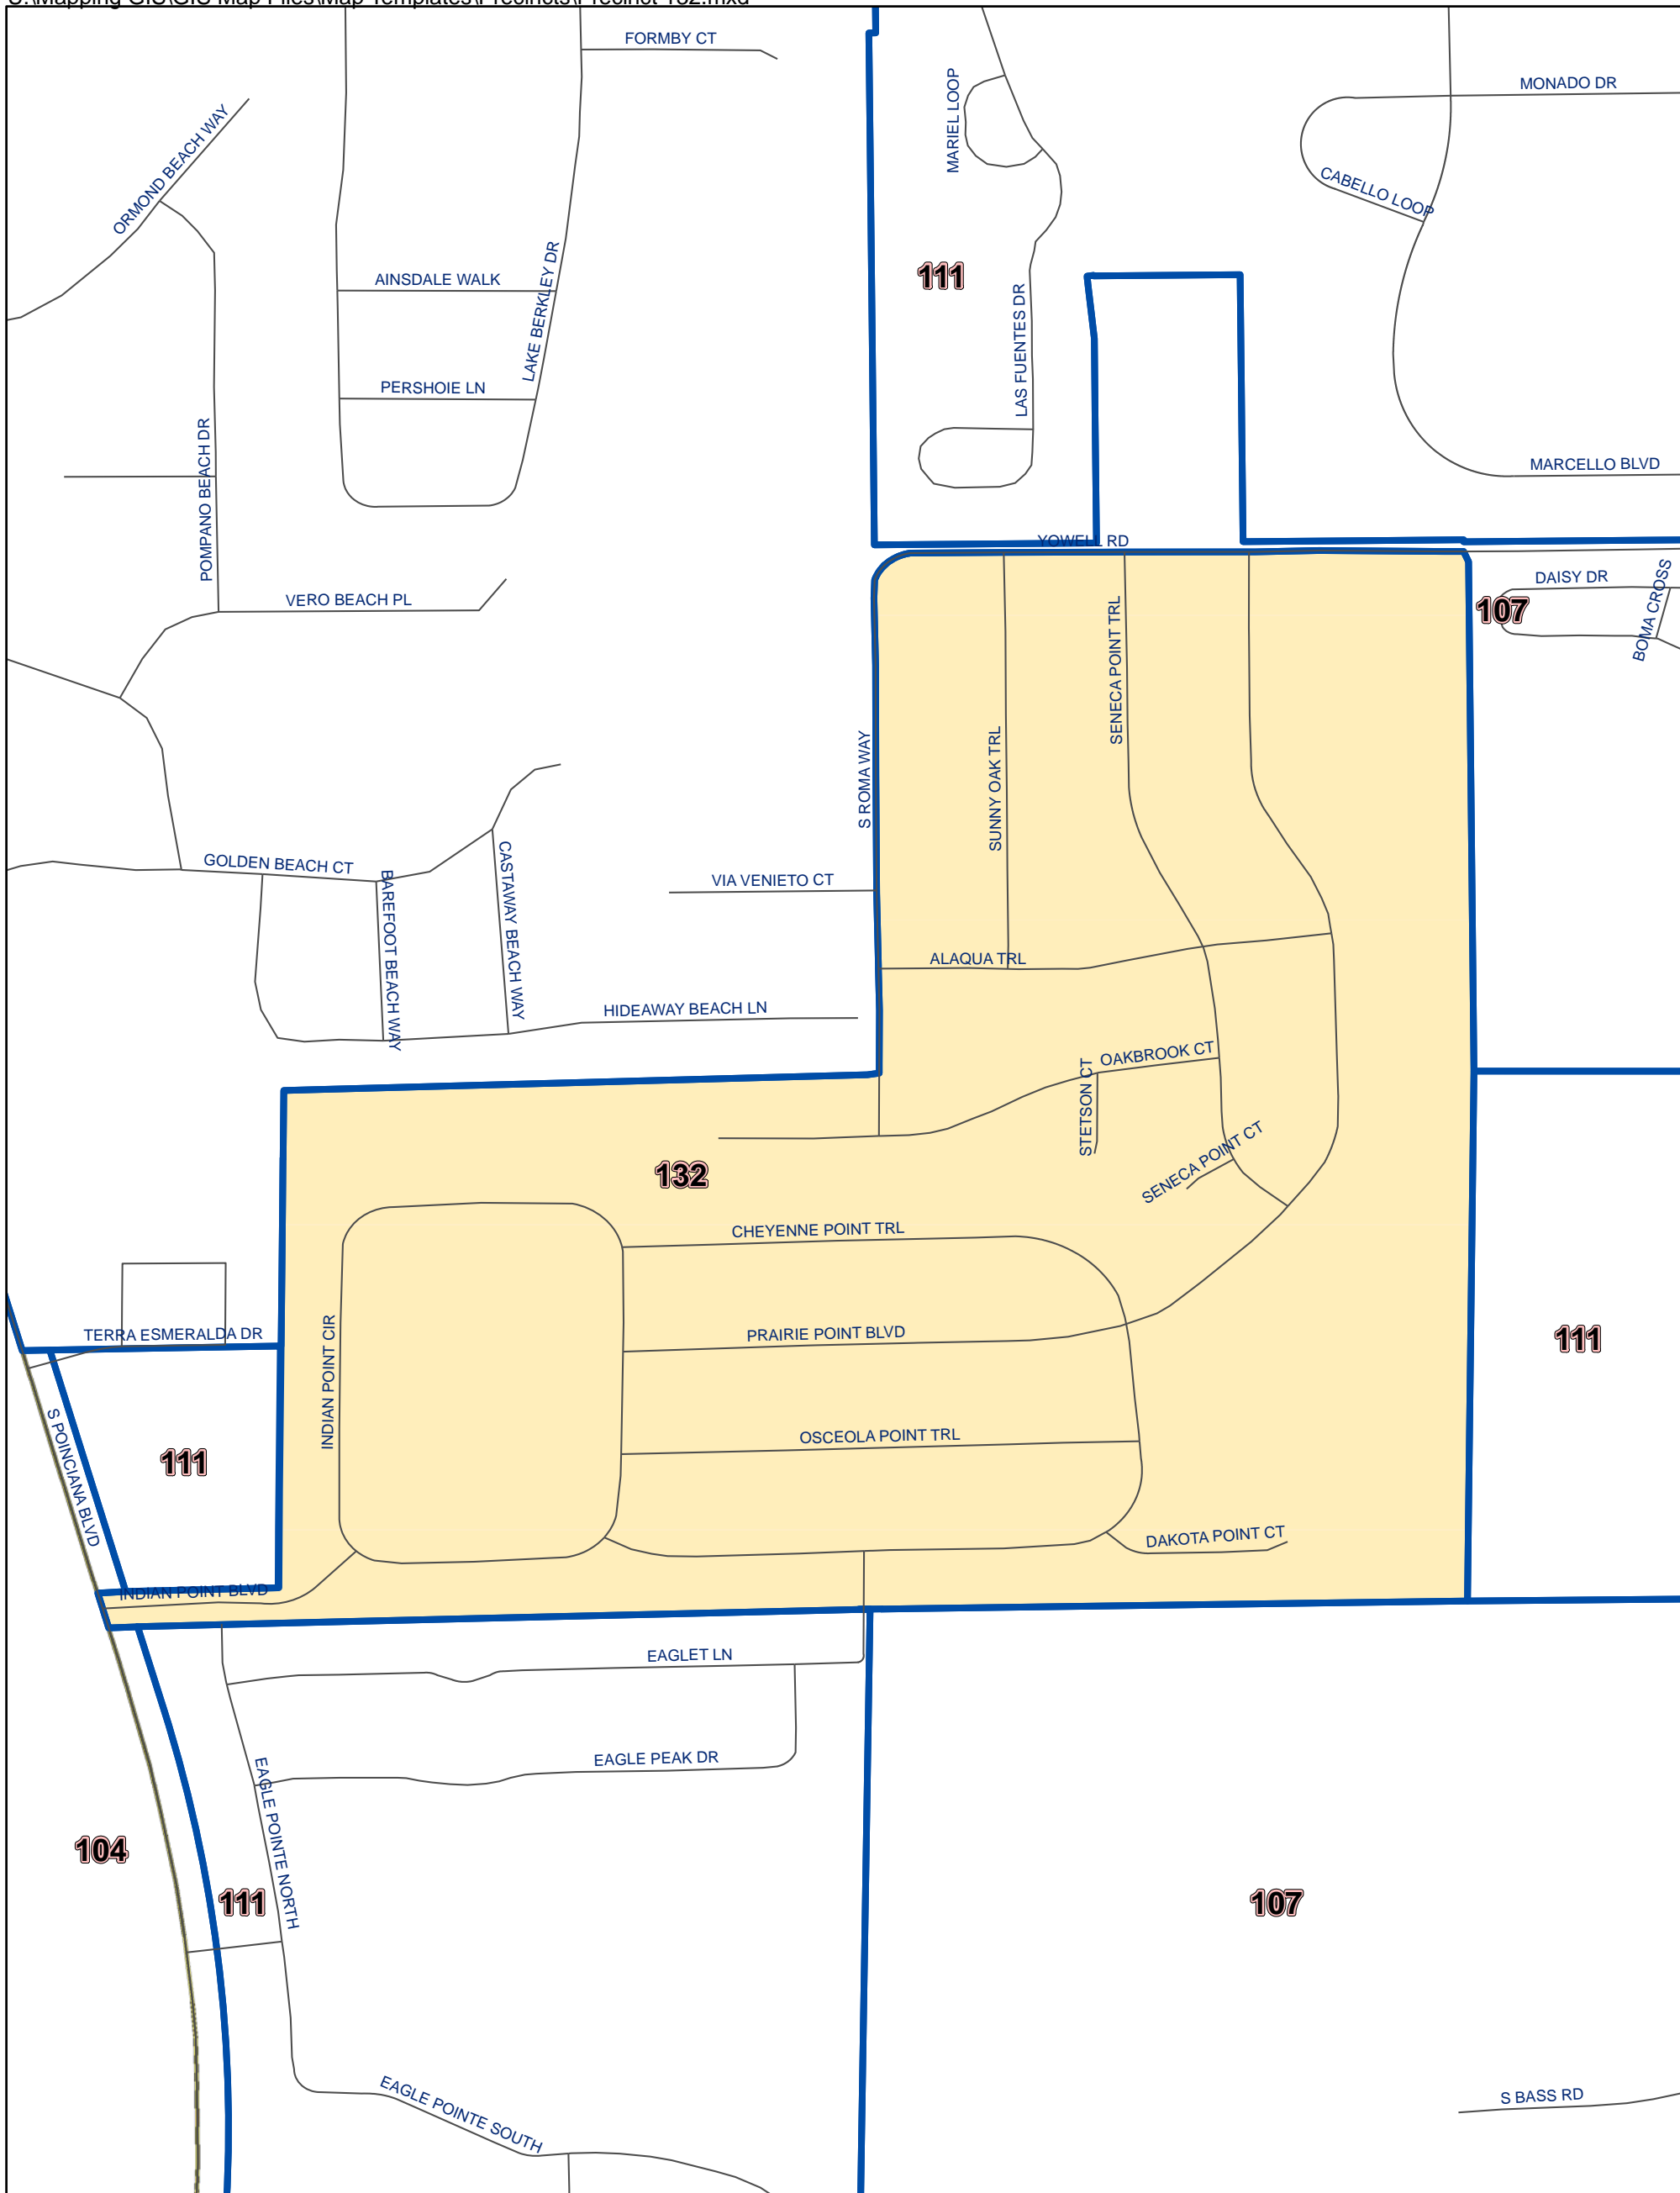 FORMBY CT
MONADO DR
MARIEL LOOP
ORMOND BEACH WAY
CABELLO LOOP
111
AINSDALE WALK
LAKE BERKLEY DR
LAS FUENTES DR
PERSHOIE LN
MARCELLO BLVD
POMPANO BEACH DR
YOWELL RD
DAISY DR
BOMA CROSS
107
VERO BEACH PL
SENECA POINT TRL
S ROMA WAY
SUNNY OAK TRL
GOLDEN BEACH CT
CASTAWAY BEACH WAY
BAREFOOT BEACH WAY
VIA VENIETO CT
ALAQUA TRL
HIDEAWAY BEACH LN
OAKBROOK CT
STETSON CT
SENECA POINT CT
132
CHEYENNE POINT TRL
TERRA ESMERALDA DR
INDIAN POINT CIR
PRAIRIE POINT BLVD
111
S POINCIANA BLVD
OSCEOLA POINT TRL
111
DAKOTA POINT CT
INDIAN POINT BLVD
EAGLET LN
EAGLE PEAK DR
EAGLE POINTE NORTH
104
111
107
EAGLE POINTE SOUTH
S BASS RD